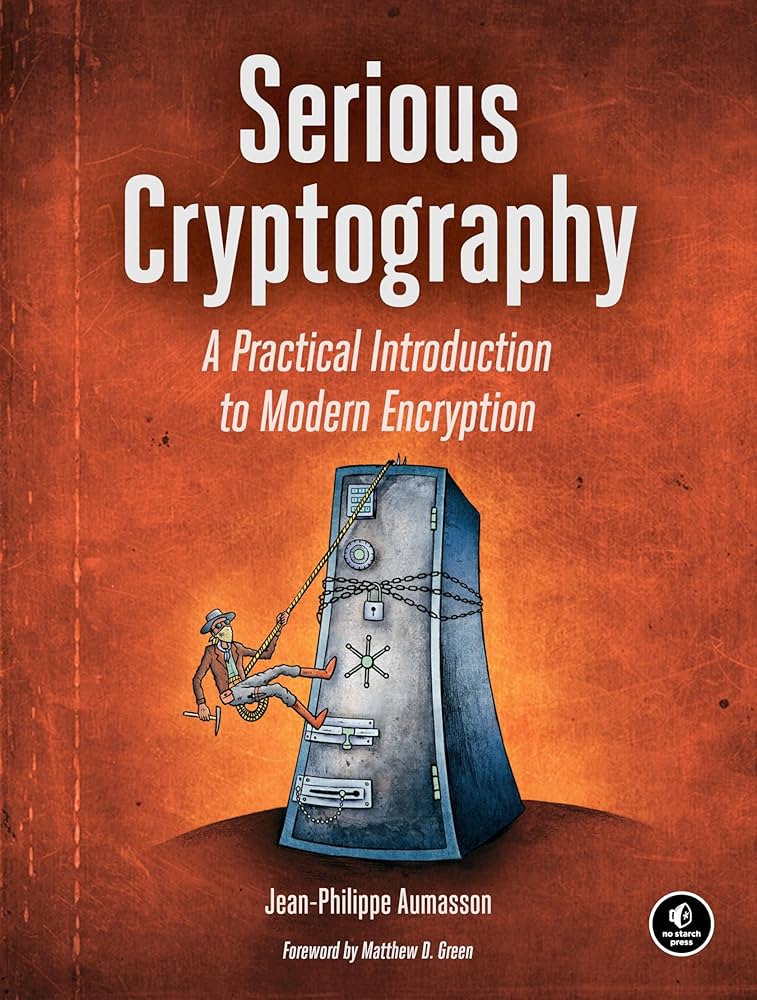 Serious
Cryptography
A Practical Introduction
to Modern Encryption
Jean-Philippe Aumasson
Foreword by Matthew D. Green
no starch
press